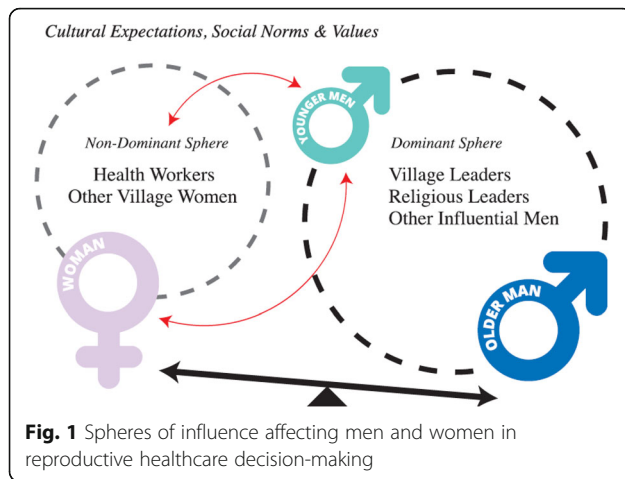 Cultural Expectations, Social Norms & Values
YOUNGER MEN
Non-Dominant Sphere
Health Workers
Other Village Women
Dominant Sphere
Village Leaders
Religious Leaders
Other Influential Men
WOMAN
OLDER MAN
Fig. 1 Spheres of influence affecting men and women in
reproductive healthcare decision-making